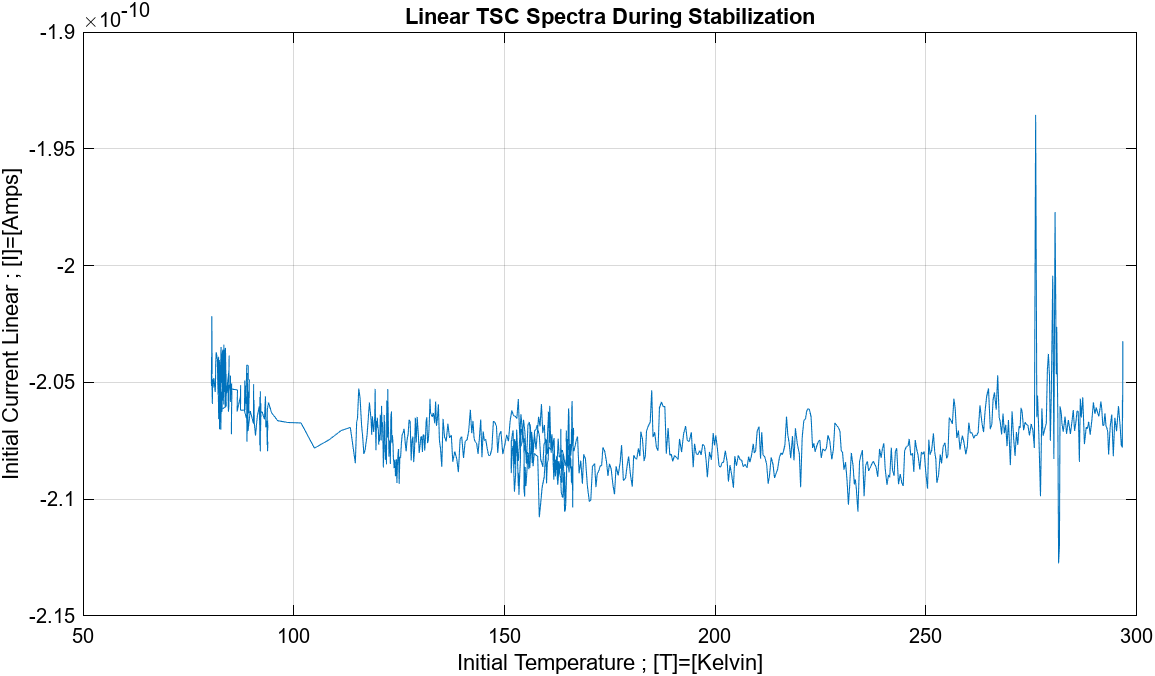 Linear TSC Spectra During Stabilization
×10^-10
-1.9
-1.95
-2
-2.05
-2.1
-2.15
50 100 150 200 250 300
Initial Temperature ; [T]=[Kelvin]
Initial Current Linear ; [I]=[Amps]